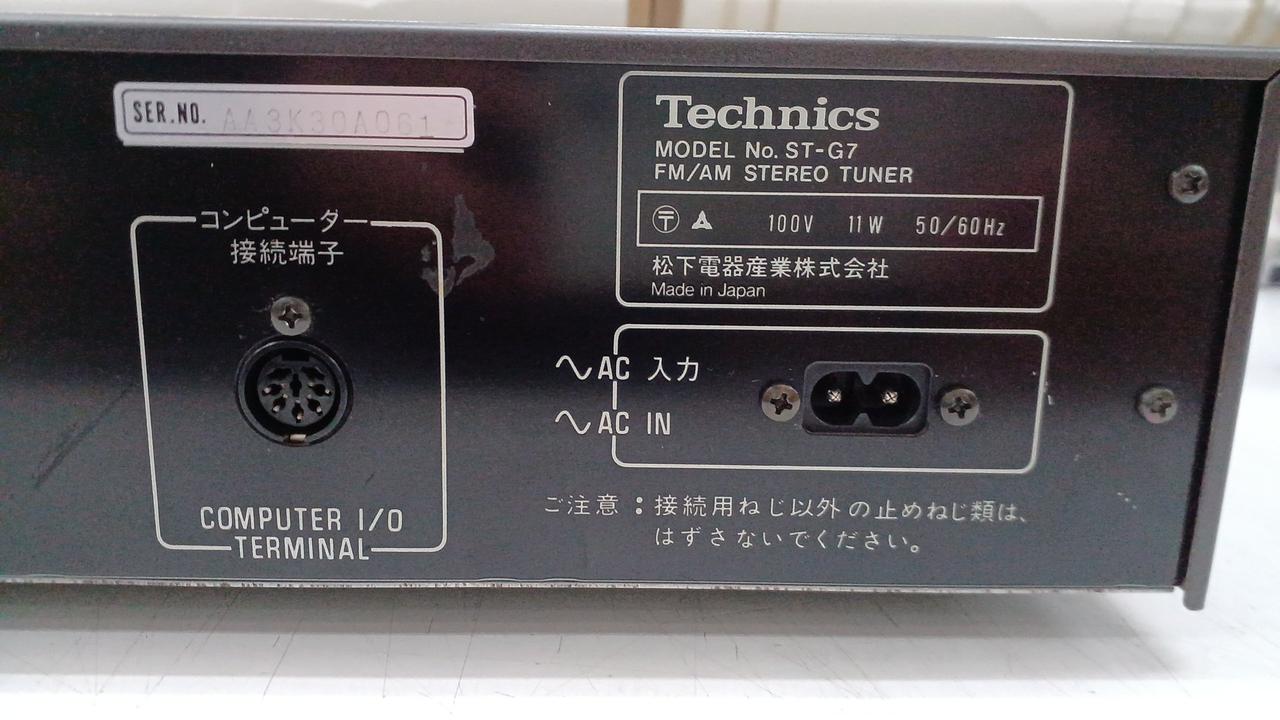 SER.NO. AA3K30A061
コンピューター
接続端子
COMPUTER I/O
TERMINAL
Technics
MODEL No. ST-G7
FM/AM STEREO TUNER
〒 100V 11W 50/60Hz
松下電器産業株式会社
Made in Japan
AC 入力
AC IN
ご注意：接続用ねじ以外の止めねじ類は、
はずさないでください。